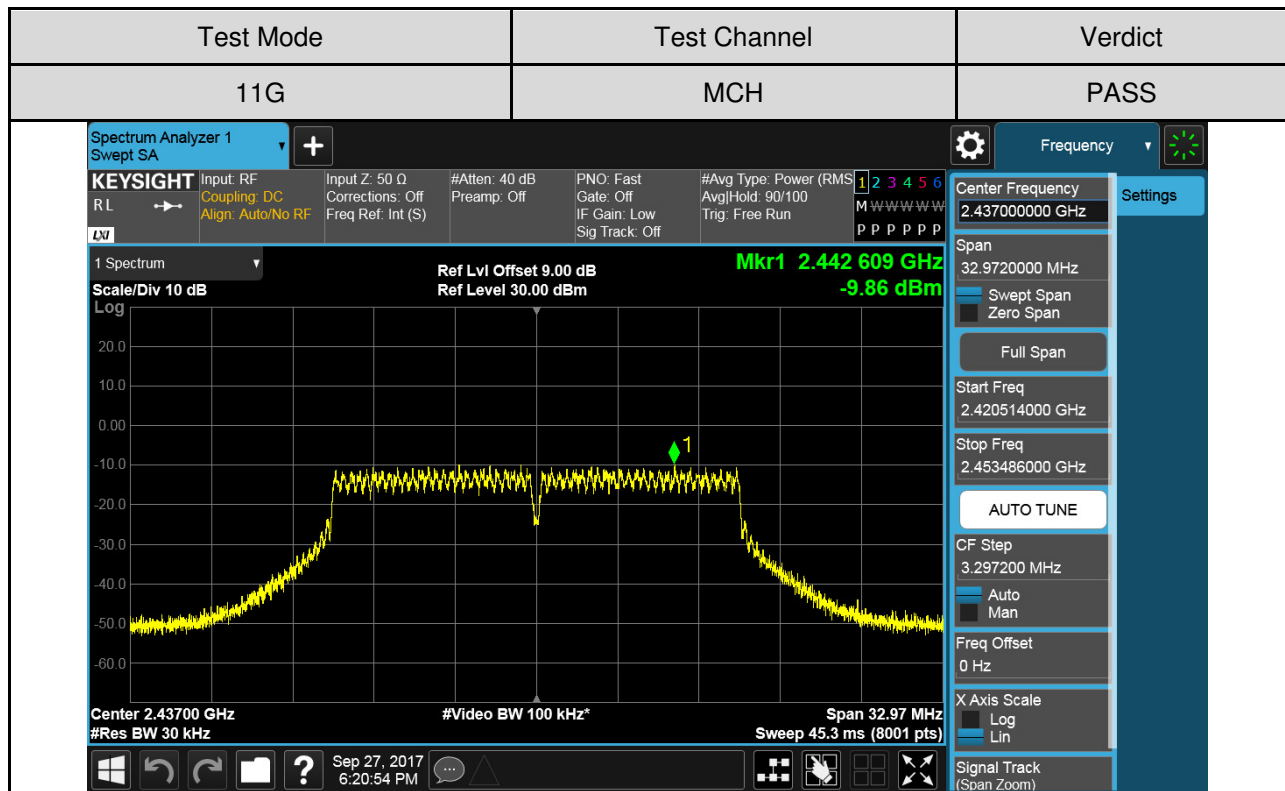 Test Mode Test Channel Verdict
11G MCH PASS
Spectrum Analyzer 1
Swept SA
+
Frequency
KEYSIGHT
RL
LXI
Input: RF
Coupling: DC
Align: Auto/No RF
Input Z: 50 Ω
Corrections: Off
Freq Ref: Int (S)
#Atten: 40 dB
Preamp: Off
PNO: Fast
Gate: Off
IF Gain: Low
Sig Track: Off
#Avg Type: Power (RMS
Avg|Hold: 90/100
Trig: Free Run
1 2 3 4 5 6
M W W W W W
P P P P P P
1 Spectrum
Scale/Div 10 dB
Log
Ref Lvl Offset 9.00 dB
Ref Level 30.00 dBm
Mkr1 2.442 609 GHz
-9.86 dBm
20.0
10.0
0.00
-10.0
-20.0
-30.0
-40.0
-50.0
-60.0
1
Center 2.43700 GHz
#Res BW 30 kHz
#Video BW 100 kHz*
Span 32.97 MHz
Sweep 45.3 ms (8001 pts)
?
Sep 27, 2017
6:20:54 PM
Center Frequency
2.437000000 GHz
Settings
Span
32.9720000 MHz
Swept Span
Zero Span
Full Span
Start Freq
2.420514000 GHz
Stop Freq
2.453486000 GHz
AUTO TUNE
CF Step
3.297200 MHz
Auto
Man
Freq Offset
0 Hz
X Axis Scale
Log
Lin
Signal Track
(Span Zoom)